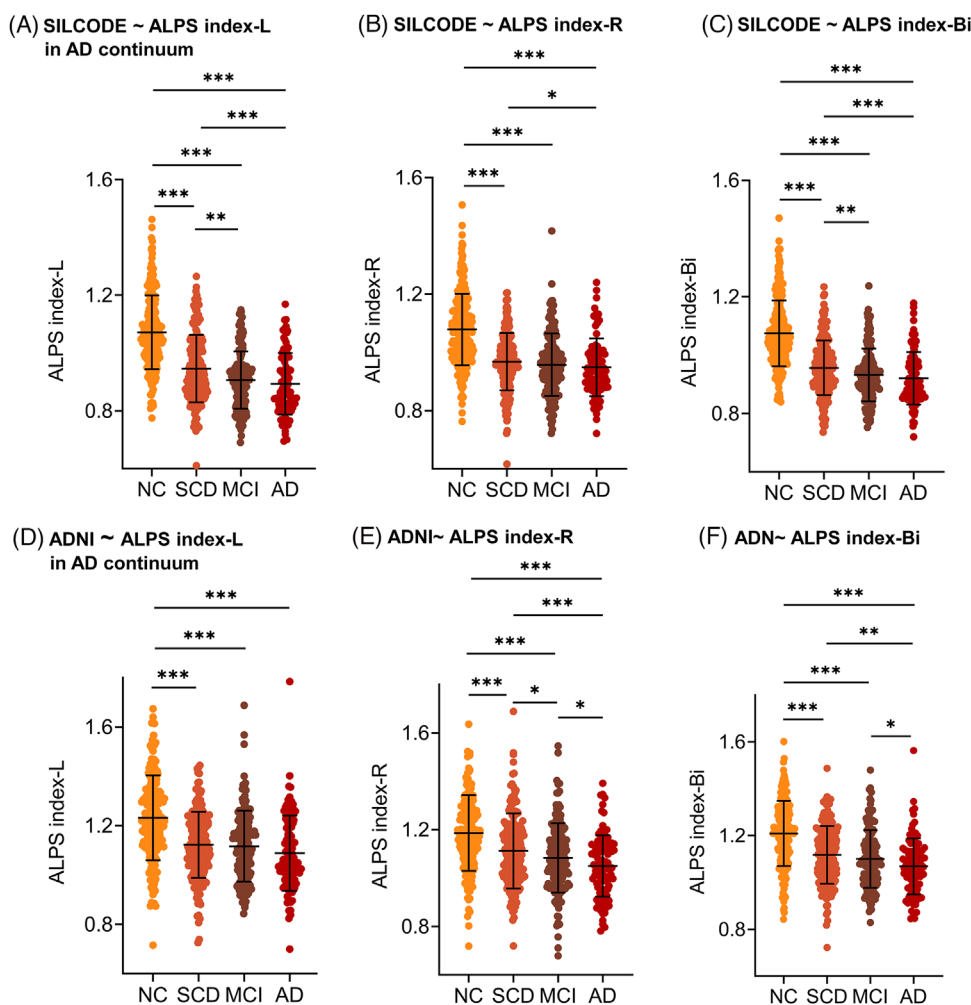 (A) SILCODE ~ ALPS index-L
in AD continuum
***
***
***
***
**
1.6
1.2
0.8
ALPS index-L
NC SCD MCI AD
(B) SILCODE ~ ALPS index-R
***
*
***
***
1.6
1.2
0.8
ALPS index-R
NC SCD MCI AD
(C) SILCODE ~ ALPS index-Bi
***
***
***
***
**
1.6
1.2
0.8
ALPS index-Bi
NC SCD MCI AD
(D) ADNI ~ ALPS index-L
in AD continuum
***
***
***
1.6
1.2
0.8
ALPS index-L
NC SCD MCI AD
(E) ADNI~ ALPS index-R
***
***
***
***
*
*
1.6
1.2
0.8
ALPS index-R
NC SCD MCI AD
(F) ADN~ ALPS index-Bi
***
**
***
***
*
1.6
1.2
0.8
ALPS index-Bi
NC SCD MCI AD